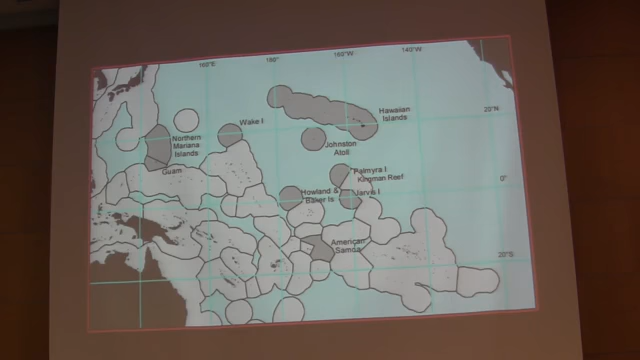 160°E
180°
160°W
140°W
Hawaiian
Islands
20°N
Wake I
Northern
Mariana
Islands
Johnston
Atoll
Guam
Palmyra I
Kingman Reef
0°
Howland &
Baker Is
Jarvis I
American
Samoa
20°S